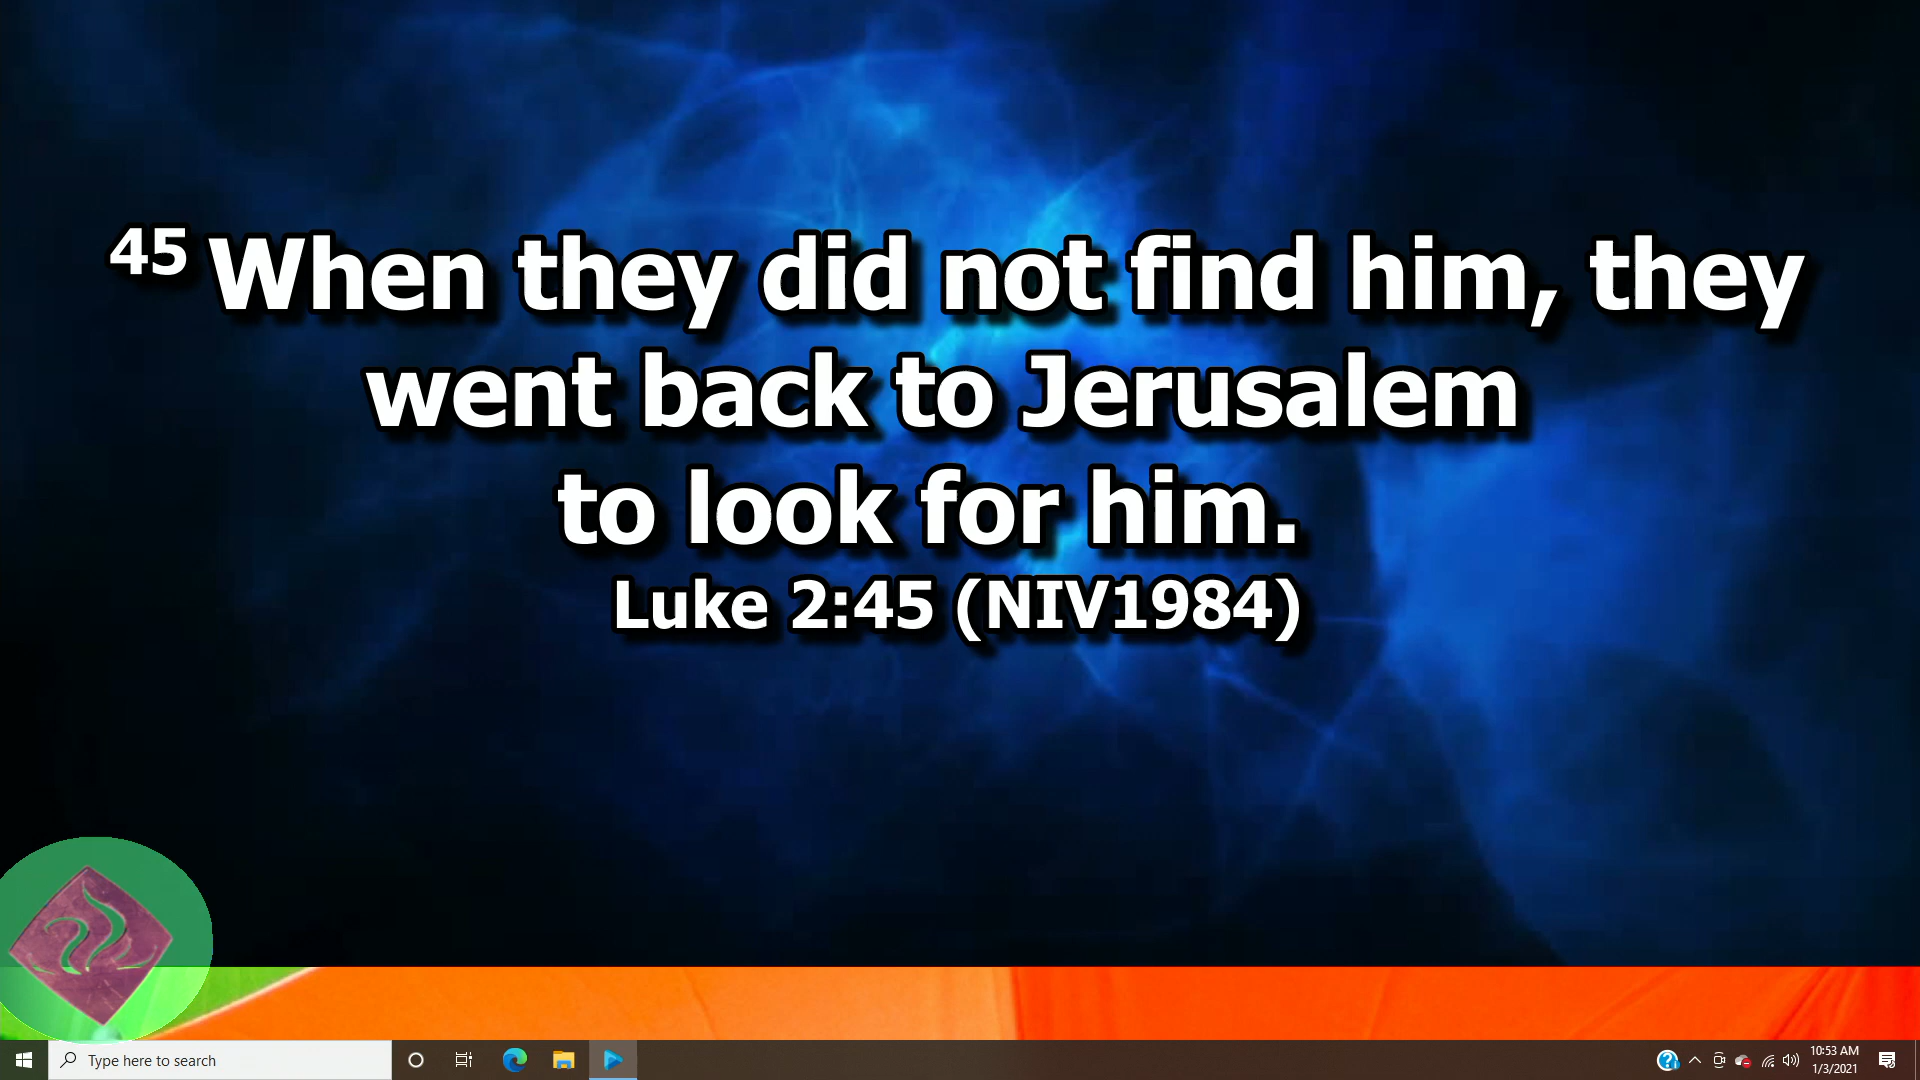 45 When they did not find him, they
went back to Jerusalem
to look for him.
Luke 2:45 (NIV1984)
Type here to search
10:53 AM
1/3/2021